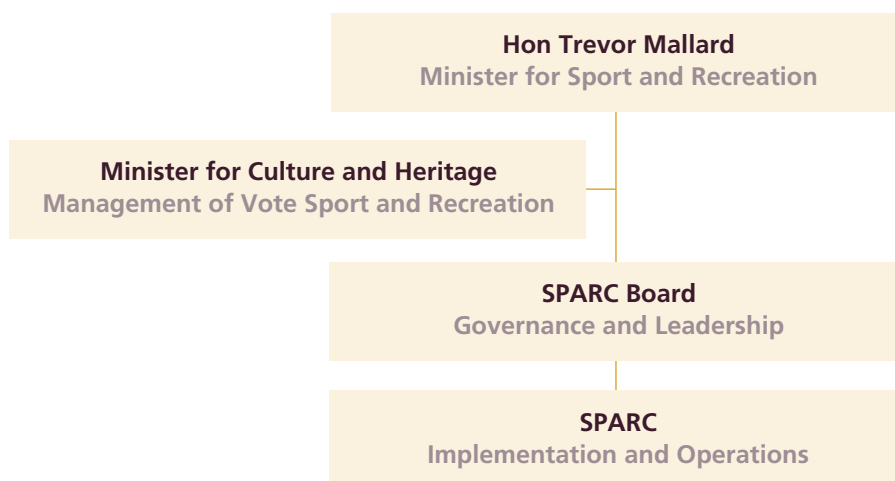 Hon Trevor Mallard
Minister for Sport and Recreation
Minister for Culture and Heritage
Management of Vote Sport and Recreation
SPARC Board
Governance and Leadership
SPARC
Implementation and Operations